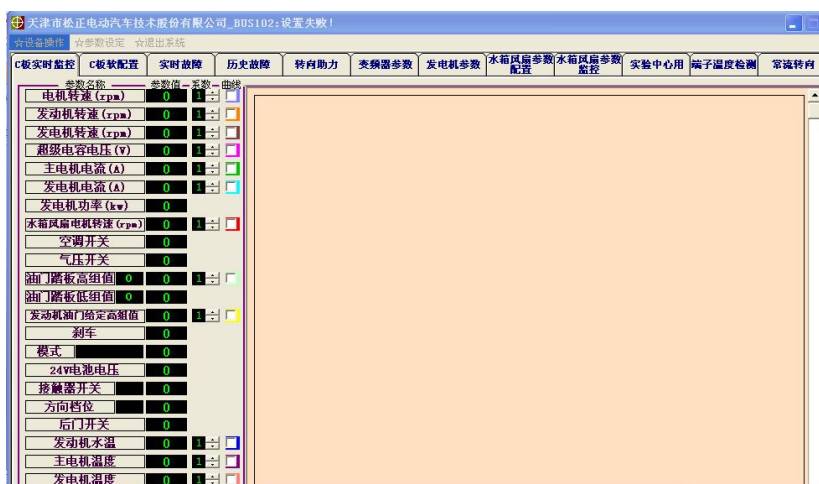 天津市松正电动汽车技术股份有限公司_BUS102:设置失败!
☆设备操作 ☆参数设定 ☆退出系统
C板实时监控 C板软配置 实时故障 历史故障 转向助力 变频器参数 发电机参数 水箱风扇参数配置 水箱风扇参数监控 实验中心用 端子温度检测 常流转向
参数名称 参数值 系数 曲线
电机转速(rpm) 0 1
发动机转速(rpm) 0 1
发电机转速(rpm) 0 1
超级电容电压(V) 0 1
主电机电流(A) 0 1
发电机电流(A) 0 1
发电机功率(kw) 0
水箱风扇电机转速(rpm) 0 1
空调开关 0
气压开关 0
油门踏板高组值 0 0 1
油门踏板低组值 0 0
发动机油门给定高组值 0 1
刹车 0
模式 0
24V电池电压 0
接触器开关 0
方向档位 0
后门开关 0
发动机水温 0 1
主电机温度 0 1
发电机温度 0 1